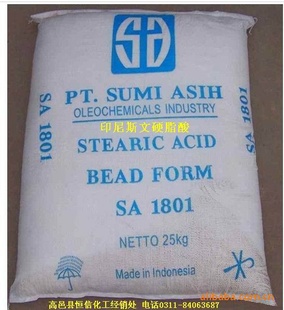 SA
PT. SUMI ASIH
OLEOCHEMICALS INDUSTRY
印尼斯文硬脂酸
STEARIC ACID
BEAD FORM
SA 1801
SA 1801
SA 1801
NETTO 25kg
Made in Indonesia
高邑县恒信化工经销处 电话0311-84063687